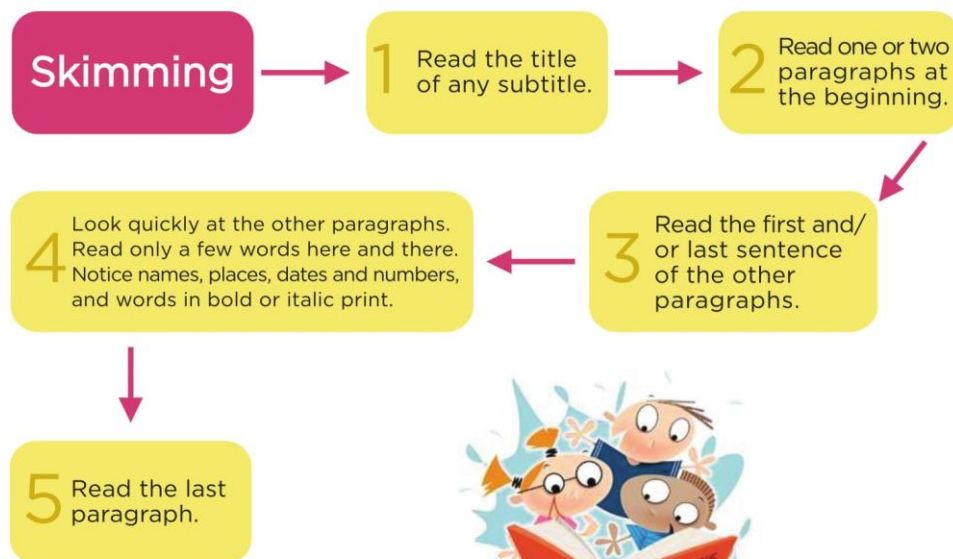 Skimming
1
Read the title
of any subtitle.
2
Read one or two
paragraphs at
the beginning.
3
Read the first and/
or last sentence
of the other
paragraphs.
4
Look quickly at the other paragraphs.
Read only a few words here and there.
Notice names, places, dates and numbers,
and words in bold or italic print.
5
Read the last
paragraph.